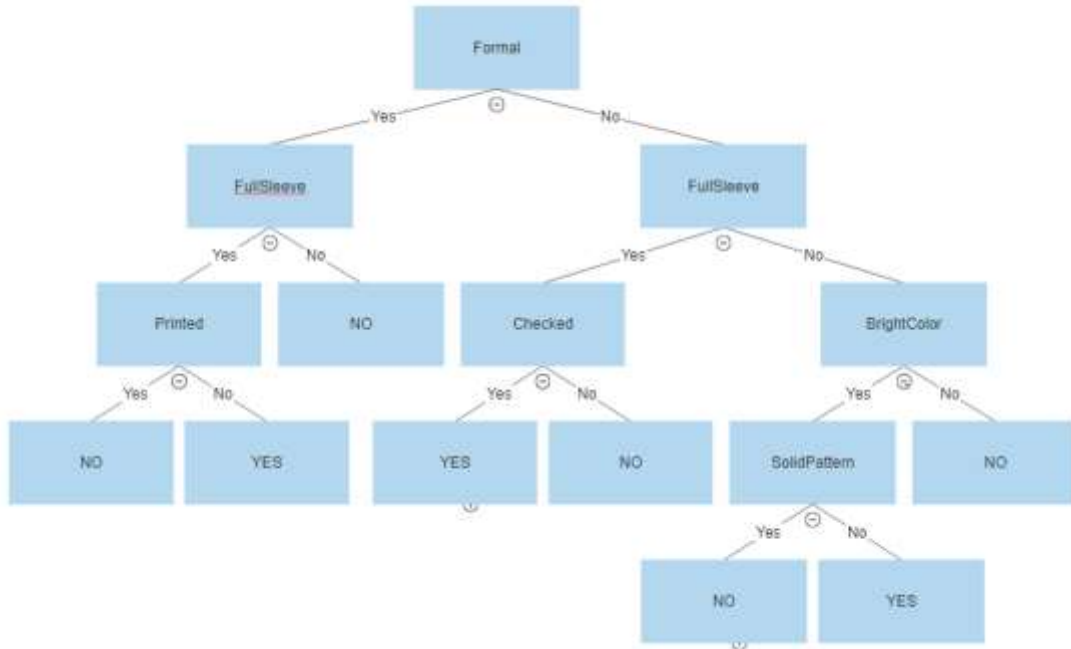 Formal
Yes
No
FullSleeve
FullSleeve
Yes
No
Yes
No
Printed
NO
Checked
BrightColor
Yes
No
Yes
No
Yes
No
NO
YES
YES
NO
SolidPattern
NO
Yes
No
NO
YES